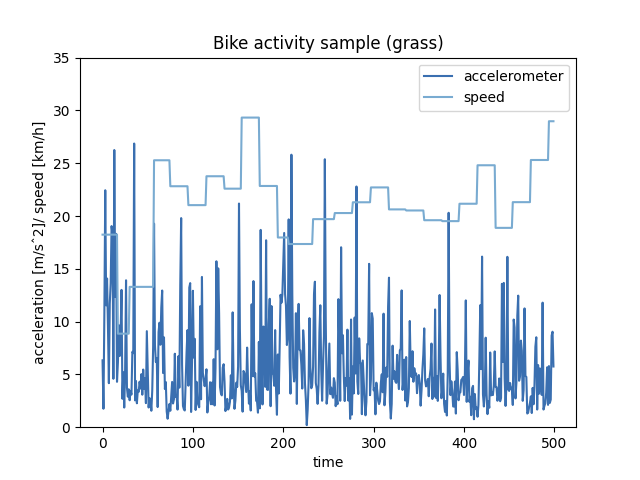 Bike activity sample (grass)
accelerometer
speed
acceleration [m/s^2]/ speed [km/h]
35
30
25
20
15
10
5
0
0 100 200 300 400 500
time